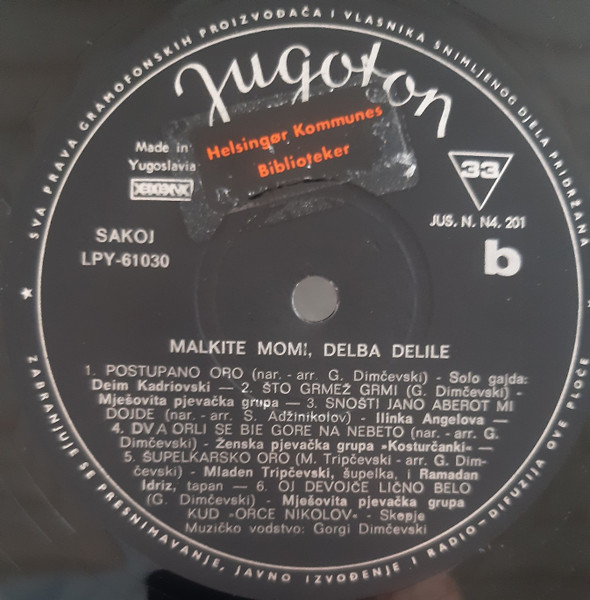 SVA PRAVA GRAMOFONSKIH PROIZVOĐAČA I VLASNIKA SNIMLJENOG DJELA PRIDRŽANA
Jugoton
Helsingør Kommunes
Biblioteker
Made in
Yugoslavia
33
JUS. N. N4. 201
SAKOJ
LPY-61030
b
MALKITE MOMI, DELBA DELILE
1. POSTUPANO ORO (nar. - arr. G. Dimčevski) - Solo gajda:
Deim Kadriovski — 2. ŠTO GRMEŽ GRMI (G. Dimčevski) -
Mješovita pjevačka grupa — 3. SNOŠTI JANO ABEROT MI
DOJDE (nar. - arr. S. Adžinikolov) - Ilinka Angelova —
4. DVA ORLI SE BIE GORE NA NEBETO (nar. - arr. G.
Dimčevski) - Ženska pjevačka grupa »Kosturčanki« —
5. ŠUPELKARSKO ORO (M. Tripčevski - arr. G. Dim-
čevski) - Mladen Tripčevski, šupelka, i Ramadan
Idriz, tapan — 6. OJ DEVOJČE LIČNO BELO
(G. Dimčevski) - Mješovita pjevačka grupa
KUD »ORCE NIKOLOV« - Skopje
Muzičko vodstvo: Gorgi Dimčevski
ZABRANJUJE SE PRESNIMAVANJE, JAVNO IZVOĐENJE I RADIO-DIFUZIJA OVE PLOČE